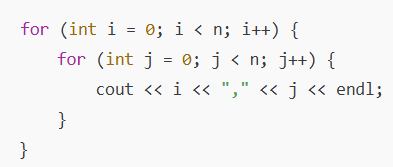 for (int i = 0; i < n; i++) {
    for (int j = 0; j < n; j++) {
        cout << i << "," << j << endl;
    }
}